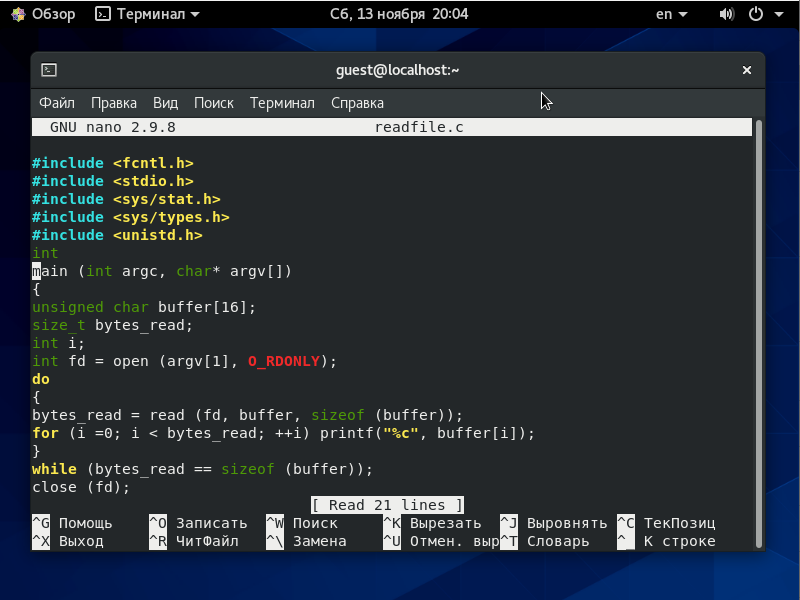 Обзор Терминал Сб, 13 ноября 20:04 en
guest@localhost:~
Файл Правка Вид Поиск Терминал Справка
GNU nano 2.9.8 readfile.c
#include <fcntl.h>
#include <stdio.h>
#include <sys/stat.h>
#include <sys/types.h>
#include <unistd.h>
int
main (int argc, char* argv[])
{
unsigned char buffer[16];
size_t bytes_read;
int i;
int fd = open (argv[1], O_RDONLY);
do
{
bytes_read = read (fd, buffer, sizeof (buffer));
for (i =0; i < bytes_read; ++i) printf("%c", buffer[i]);
}
while (bytes_read == sizeof (buffer));
close (fd);
[ Read 21 lines ]
^G Помощь ^O Записать ^W Поиск ^K Вырезать ^J Выровнять ^C ТекПозиц
^X Выход ^R ЧитФайл ^\ Замена ^U Отмен. выр^T Словарь ^_ К строке